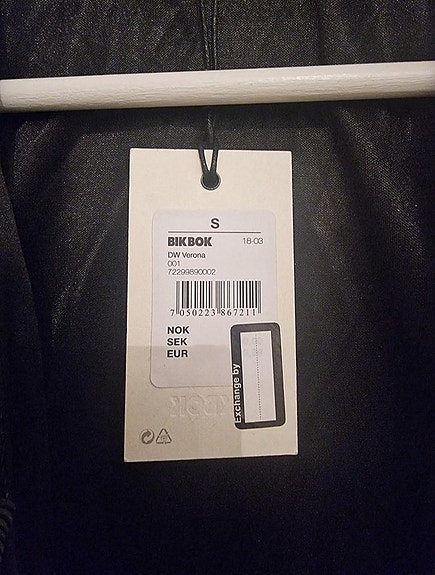 S
BIKBOK 18-03
DW Verona
001
72299890002
7 050223 867211
NOK
SEK
EUR
Exchange by